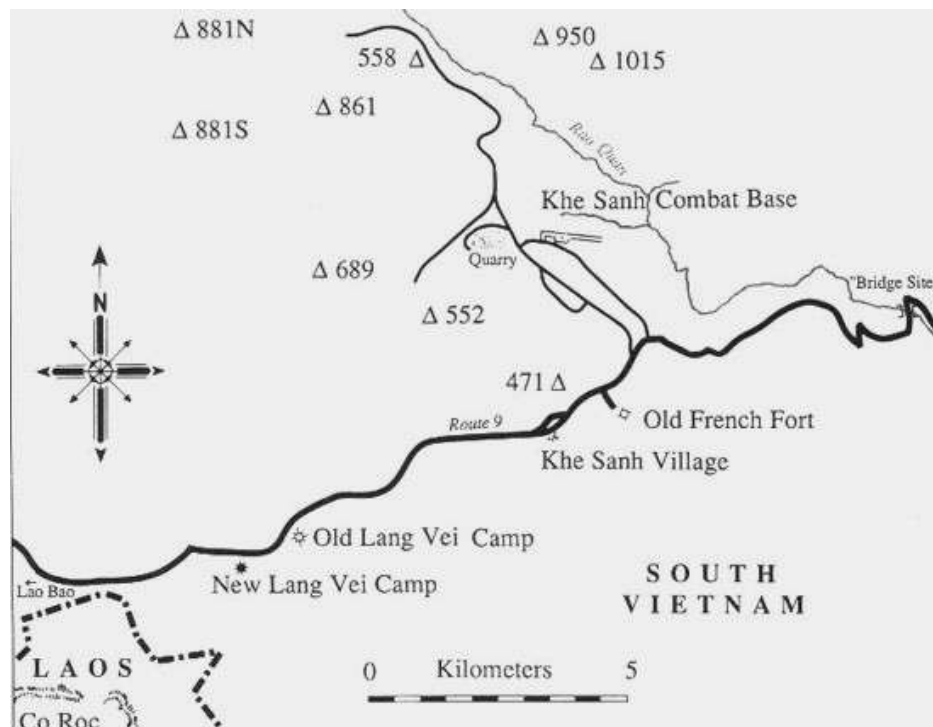 Δ 881N
Δ 950
558 Δ
Δ 1015
Δ 861
Δ 881S
Rao Quan
Khe Sanh Combat Base
Quarry
Δ 689
"Bridge Site"
Δ 552
N
471 Δ
Route 9
Old French Fort
Khe Sanh Village
Old Lang Vei Camp
New Lang Vei Camp
Lao Bao
SOUTH
VIETNAM
LAOS
0 Kilometers 5
Co Roc